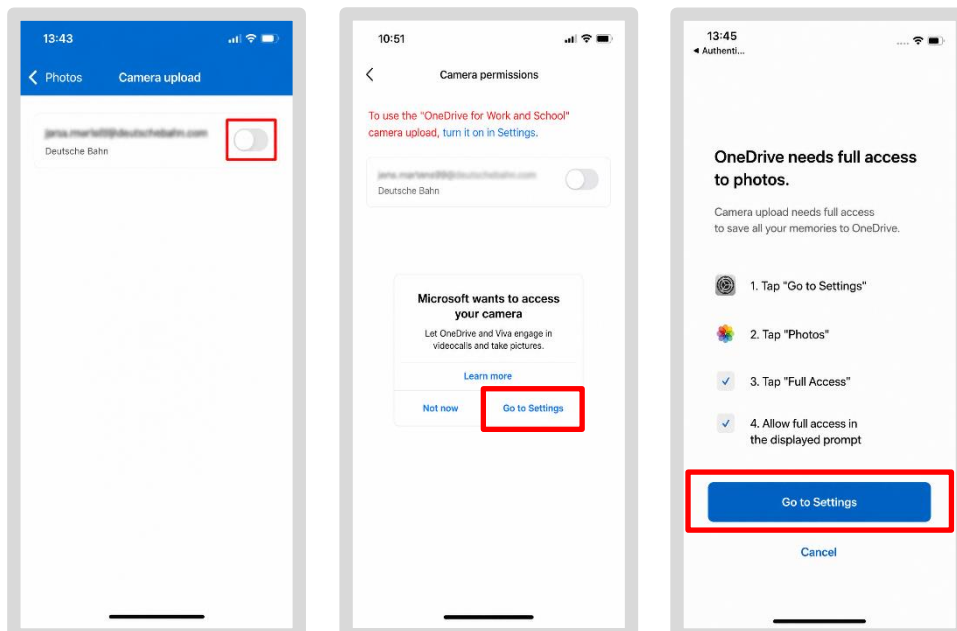 13:43
Photos
Camera upload
Deutsche Bahn
10:51
Camera permissions
To use the "OneDrive for Work and School"
camera upload, turn it on in Settings.
Deutsche Bahn
Microsoft wants to access
your camera
Let OneDrive and Viva engage in
videocalls and take pictures.
Learn more
Not now
Go to Settings
13:45
Authenti...
OneDrive needs full access
to photos.
Camera upload needs full access
to save all your memories to OneDrive.
1. Tap "Go to Settings"
2. Tap "Photos"
3. Tap "Full Access"
4. Allow full access in
the displayed prompt
Go to Settings
Cancel